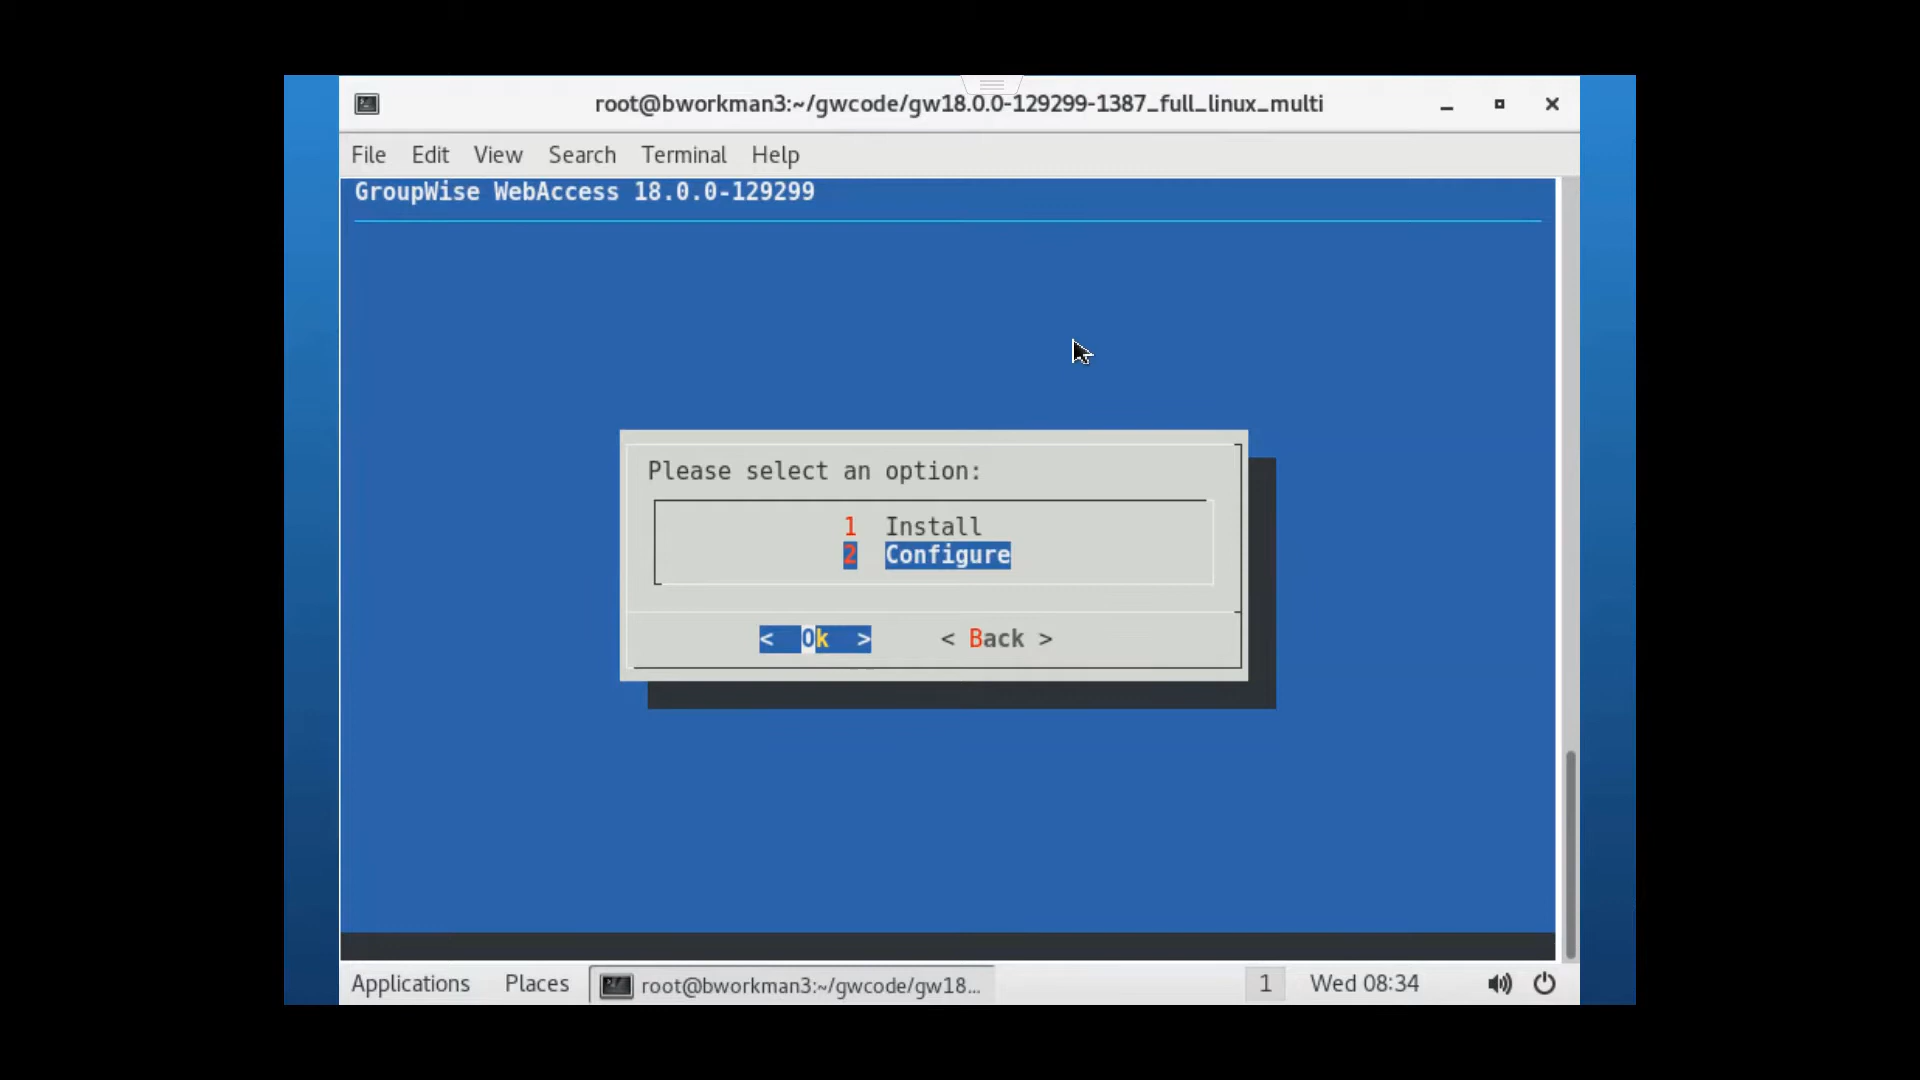 root@bworkman3:~/gwcode/gw18.0.0-129299-1387_full_linux_multi
File Edit View Search Terminal Help
GroupWise WebAccess 18.0.0-129299
Please select an option:
1 Install
2 Configure
< Ok > < Back >
Applications Places root@bworkman3:~/gwcode/gw18... 1 Wed 08:34